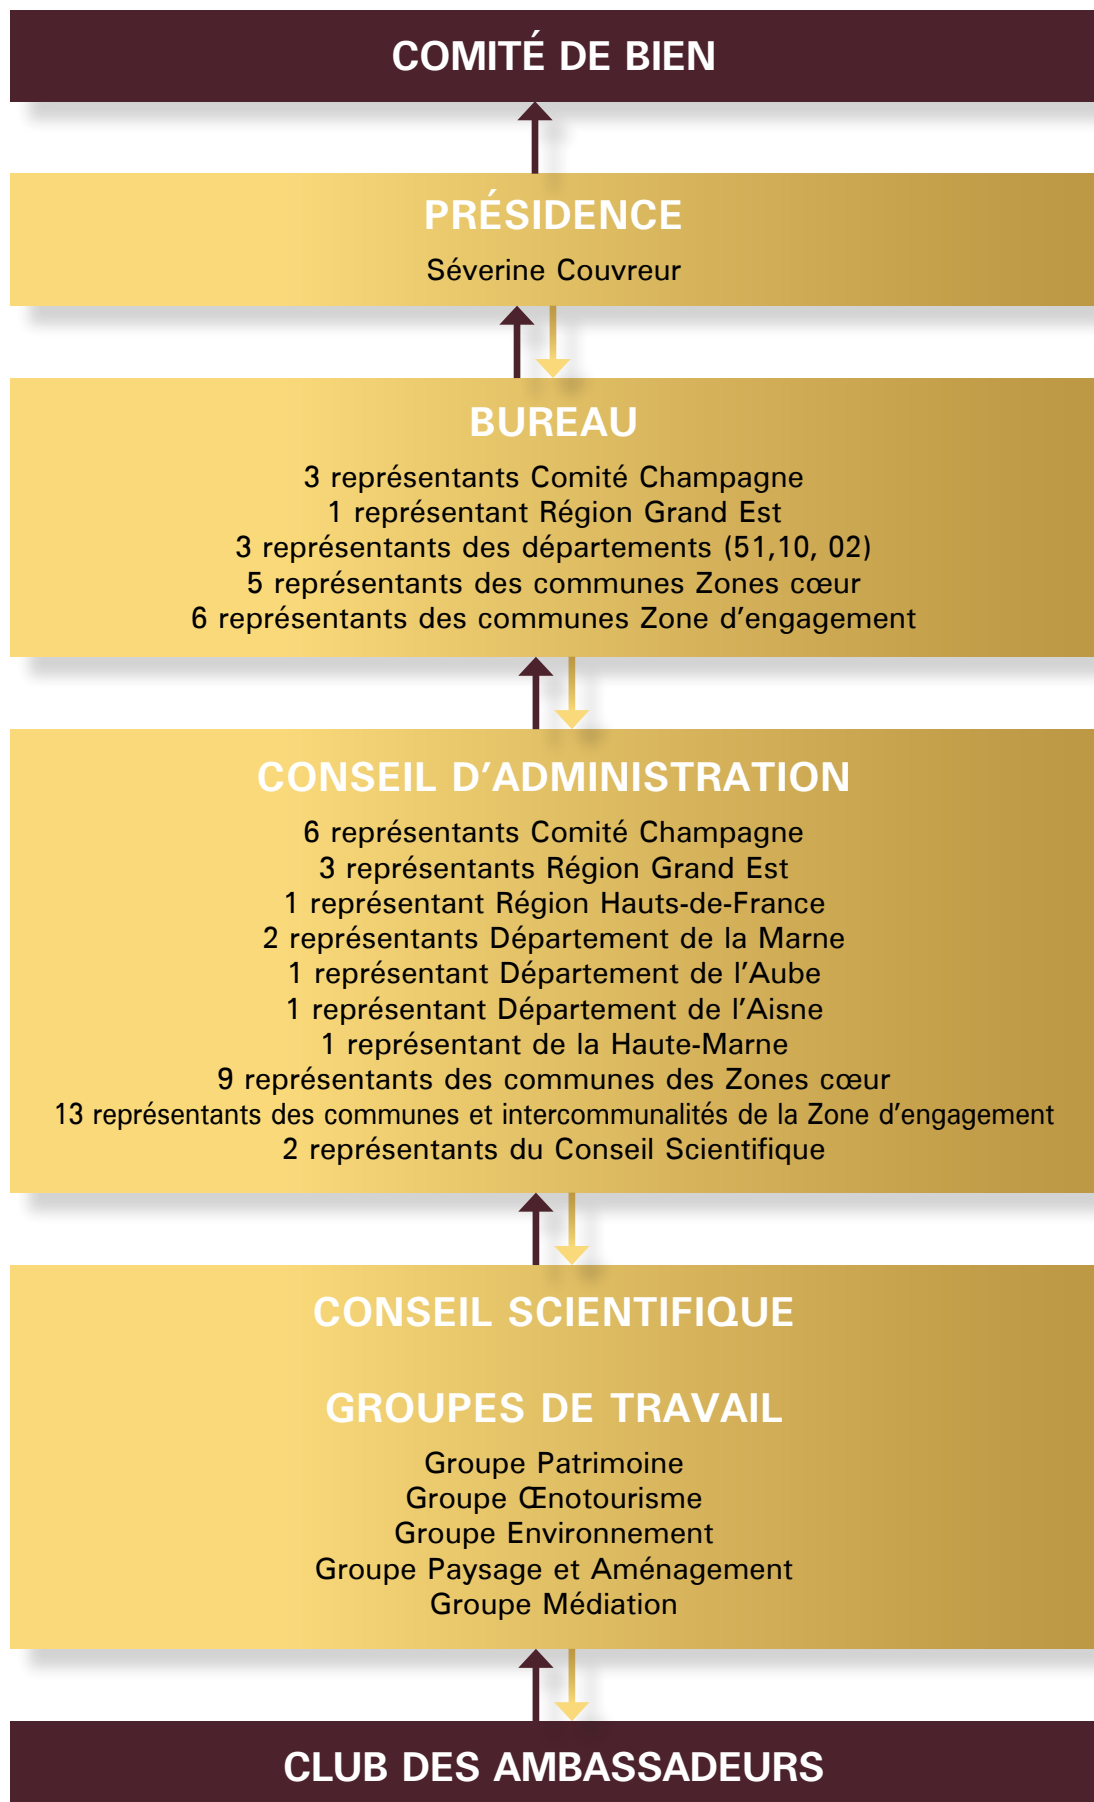 COMITÉ DE BIEN
PRÉSIDENCE
Séverine Couvreur
BUREAU
3 représentants Comité Champagne
1 représentant Région Grand Est
3 représentants des départements (51,10, 02)
5 représentants des communes Zones cœur
6 représentants des communes Zone d’engagement
CONSEIL D’ADMINISTRATION
6 représentants Comité Champagne
3 représentants Région Grand Est
1 représentant Région Hauts-de-France
2 représentants Département de la Marne
1 représentant Département de l’Aube
1 représentant Département de l’Aisne
1 représentant de la Haute-Marne
9 représentants des communes des Zones cœur
13 représentants des communes et intercommunalités de la Zone d’engagement
2 représentants du Conseil Scientifique
CONSEIL SCIENTIFIQUE
GROUPES DE TRAVAIL
Groupe Patrimoine
Groupe Œnotourisme
Groupe Environnement
Groupe Paysage et Aménagement
Groupe Médiation
CLUB DES AMBASSADEURS